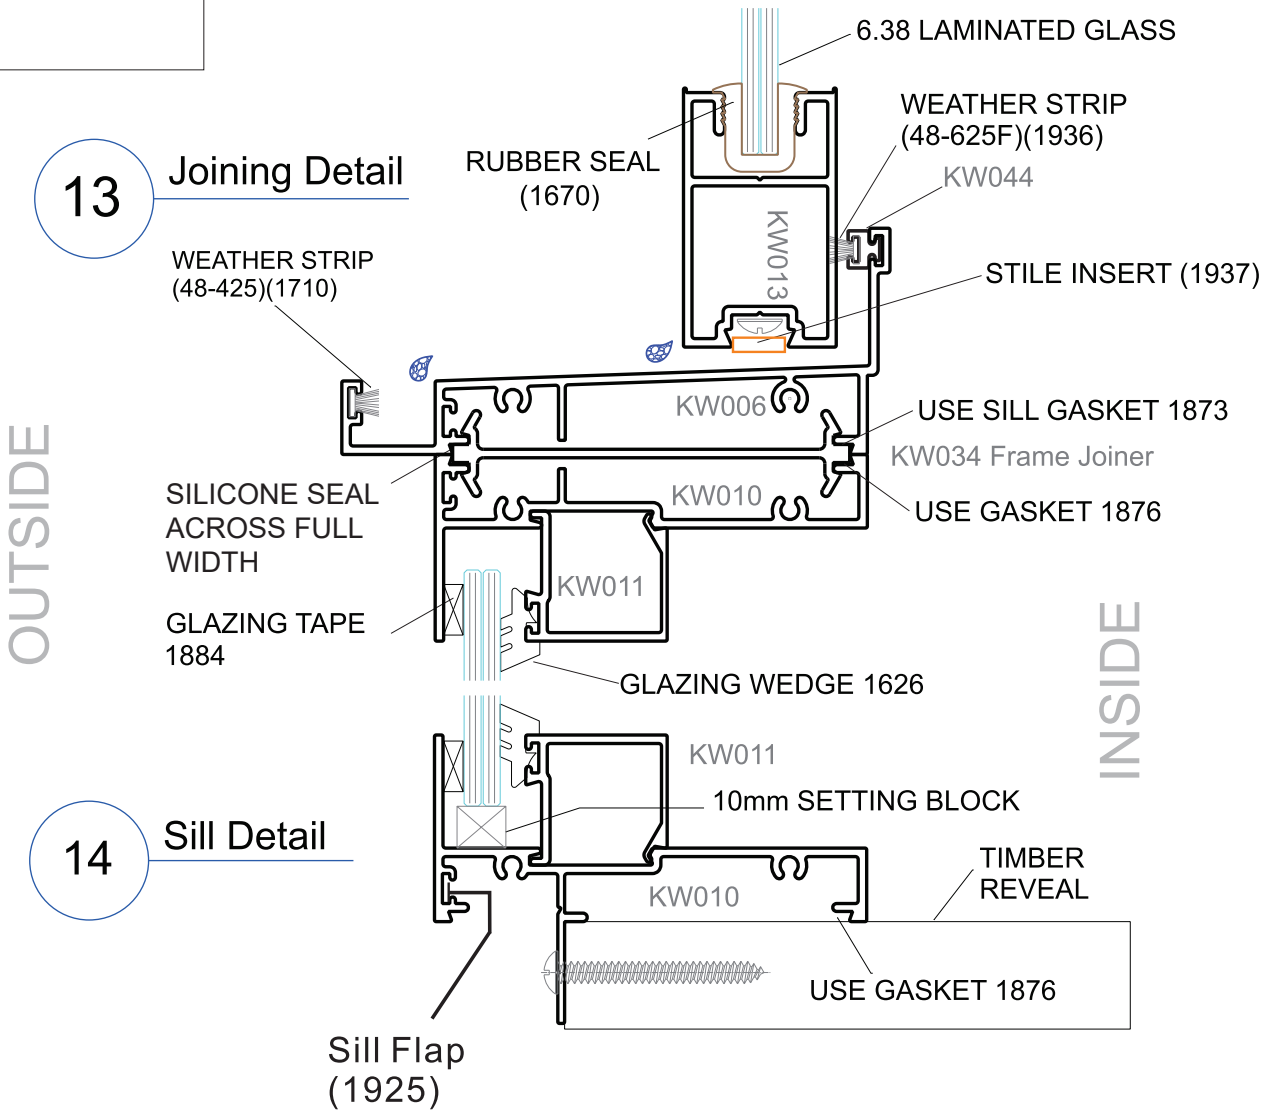 6.38 LAMINATED GLASS
WEATHER STRIP
(48-625F)(1936)
KW044
RUBBER SEAL
(1670)
13
Joining Detail
WEATHER STRIP
(48-425)(1710)
KW013
STILE INSERT (1937)
KW006
USE SILL GASKET 1873
KW034 Frame Joiner
OUTSIDE
SILICONE SEAL
ACROSS FULL
WIDTH
KW010
USE GASKET 1876
KW011
GLAZING TAPE
1884
GLAZING WEDGE 1626
INSIDE
KW011
10mm SETTING BLOCK
14
Sill Detail
TIMBER
REVEAL
KW010
USE GASKET 1876
Sill Flap
(1925)